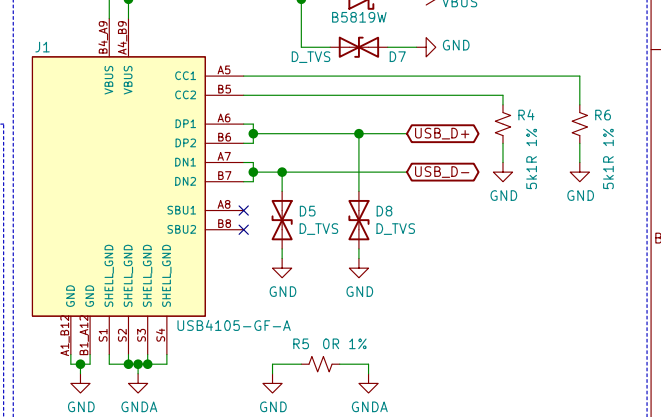 VBUS
B5819W
B4_A9
A4_B9
J1
D_TVS
D7
GND
VBUS
VBUS
CC1
A5
CC2
B5
DP1
A6
DP2
B6
DN1
A7
DN2
B7
SBU1
A8
SBU2
B8
USB_D+
USB_D-
R4
5k1R 1%
GND
R6
5k1R 1%
GND
B
D5
D_TVS
GND
D8
D_TVS
GND
GND
GND
SHELL_GND
SHELL_GND
SHELL_GND
SHELL_GND
A1_B12
B1_A12
S1
S2
S3
S4
USB4105-GF-A
GND
GNDA
R5 0R 1%
GND
GNDA